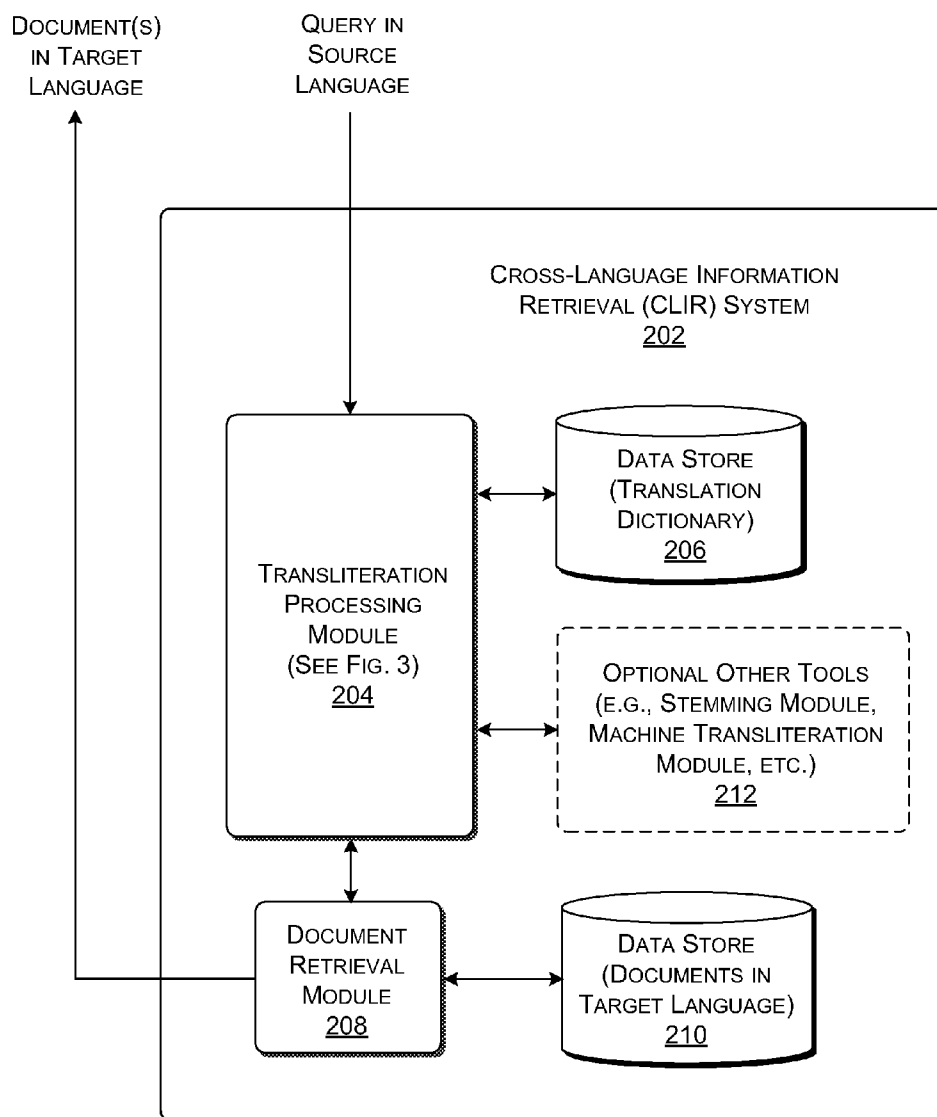 DOCUMENT(S)
IN TARGET
LANGUAGE
QUERY IN
SOURCE
LANGUAGE
CROSS-LANGUAGE INFORMATION
RETRIEVAL (CLIR) SYSTEM
202
TRANSLITERATION
PROCESSING
MODULE
(SEE FIG. 3)
204
DATA STORE
(TRANSLATION
DICTIONARY)
206
OPTIONAL OTHER TOOLS
(E.G., STEMMING MODULE,
MACHINE TRANSLITERATION
MODULE, ETC.)
212
DOCUMENT
RETRIEVAL
MODULE
208
DATA STORE
(DOCUMENTS IN
TARGET LANGUAGE)
210